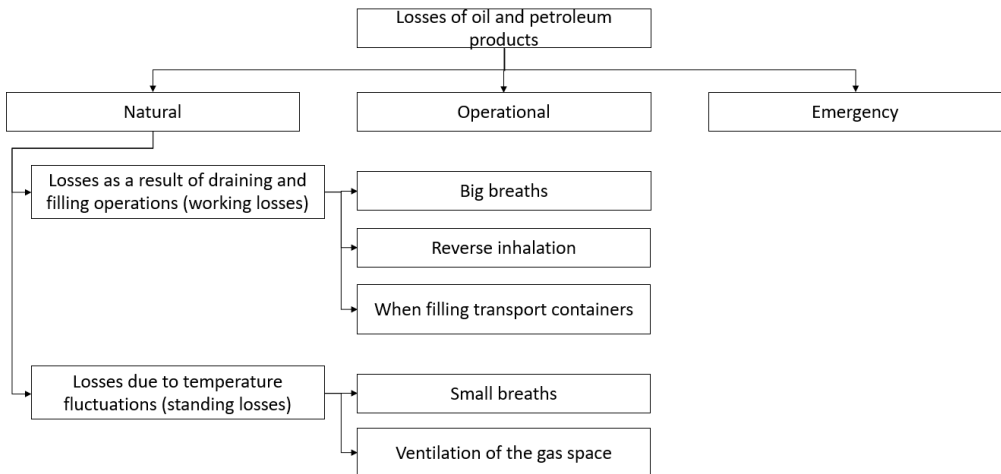 Losses of oil and petroleum
products
Natural
Operational
Emergency
Losses as a result of draining and
filling operations (working losses)
Big breaths
Reverse inhalation
When filling transport containers
Losses due to temperature
fluctuations (standing losses)
Small breaths
Ventilation of the gas space